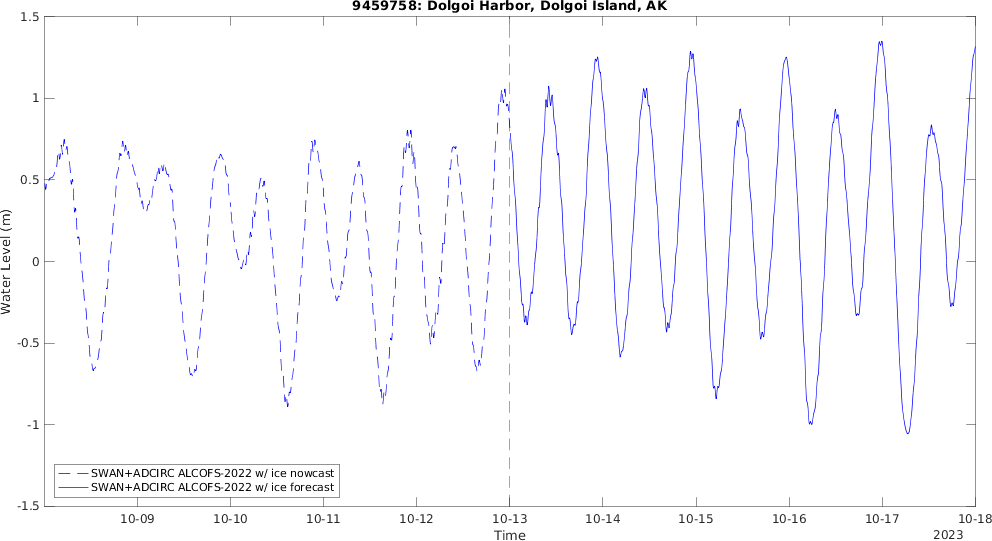 9459758: Dolgoi Harbor, Dolgoi Island, AK
1.5
1
0.5
0
-0.5
-1
-1.5
Water Level (m)
SWAN+ADCIRC ALCOFS-2022 w/ ice nowcast
SWAN+ADCIRC ALCOFS-2022 w/ ice forecast
10-09 10-10 10-11 10-12 10-13 10-14 10-15 10-16 10-17 10-18
Time
2023